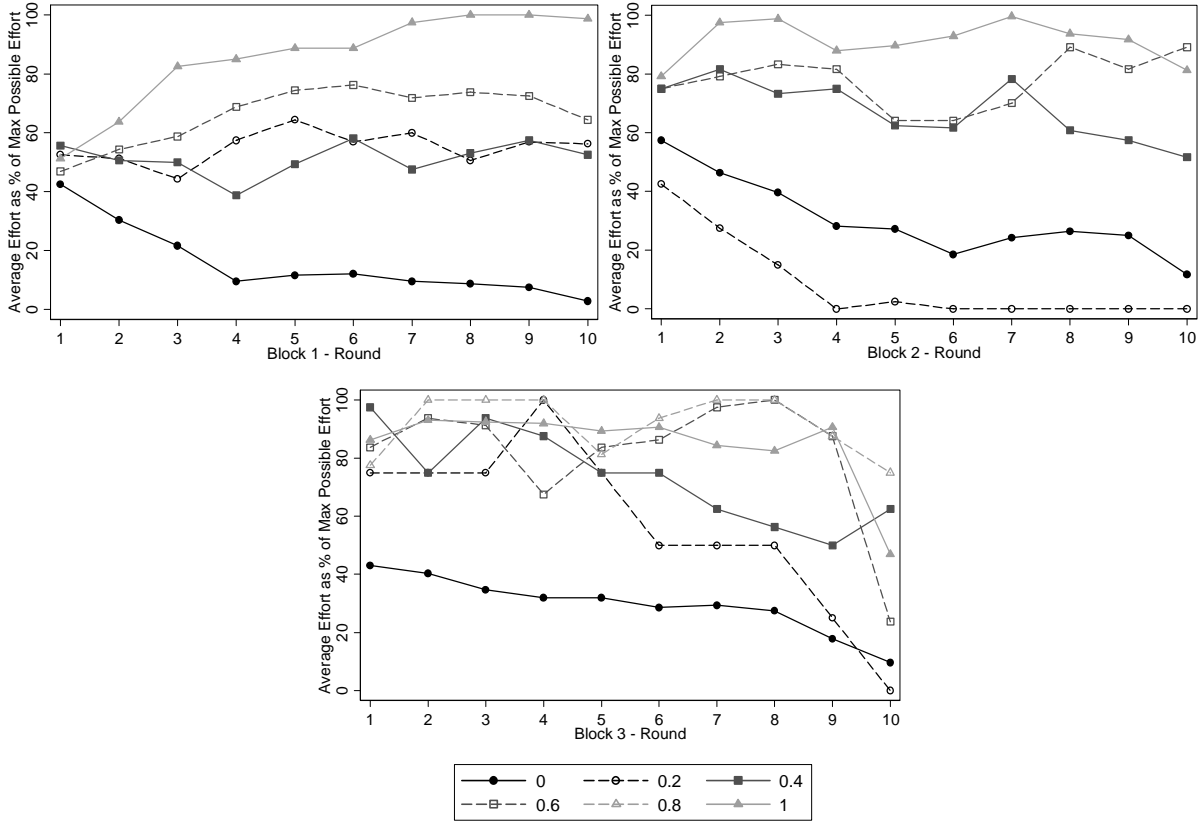 Average Effort as % of Max Possible Effort
100
80
60
40
20
0
1 2 3 4 5 6 7 8 9 10
Block 1 - Round
Average Effort as % of Max Possible Effort
100
80
60
40
20
0
1 2 3 4 5 6 7 8 9 10
Block 2 - Round
Average Effort as % of Max Possible Effort
100
80
60
40
20
0
1 2 3 4 5 6 7 8 9 10
Block 3 - Round
0 0.2 0.4
0.6 0.8 1